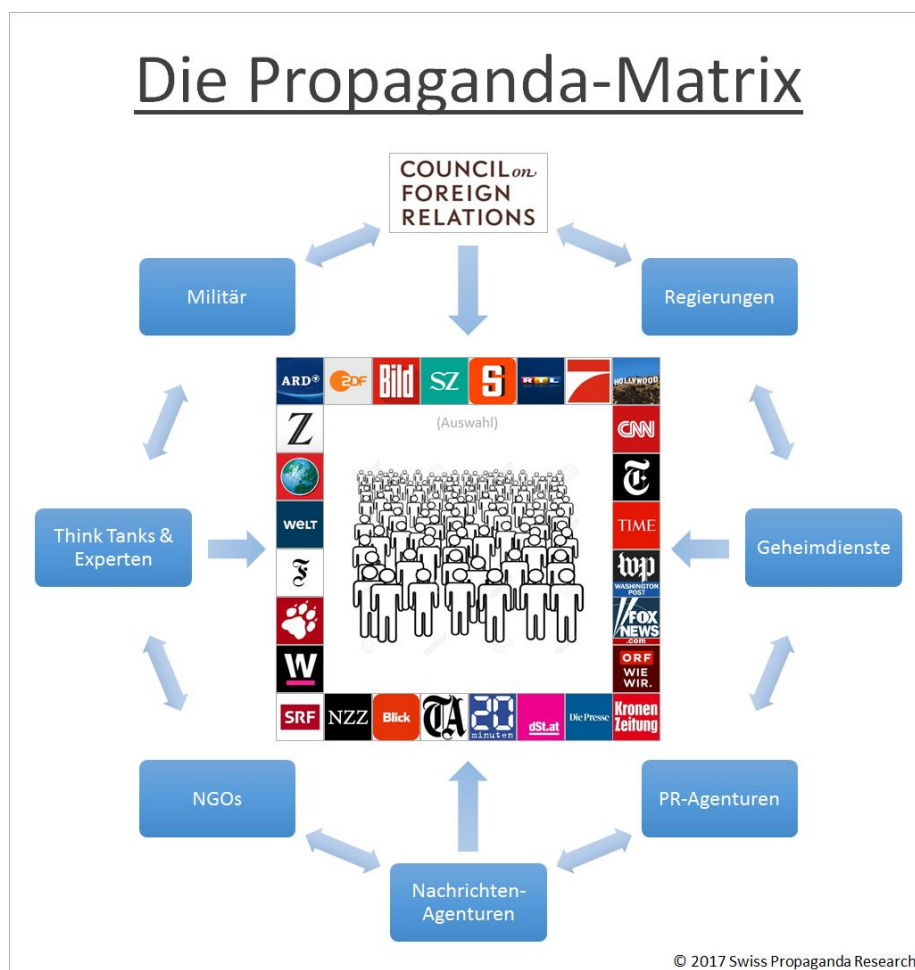 Die Propaganda-Matrix
COUNCIL on
FOREIGN
RELATIONS
Militär
Regierungen
ARD
ZDF
Bild
SZ
S
RTL
HOLLYWOOD
(Auswahl)
Z
CNN
T
TIME
WELT
Think Tanks &
Experten
Geheimdienste
wp
WASHINGTON
POST
F
FOX
NEWS
.com
W
ORF
WIE
WIR.
SRF
NZZ
Blick
TA
20
minuten
dSt.at
Die Presse
Kronen
Zeitung
NGOs
PR-Agenturen
Nachrichten-
Agenturen
© 2017 Swiss Propaganda Research